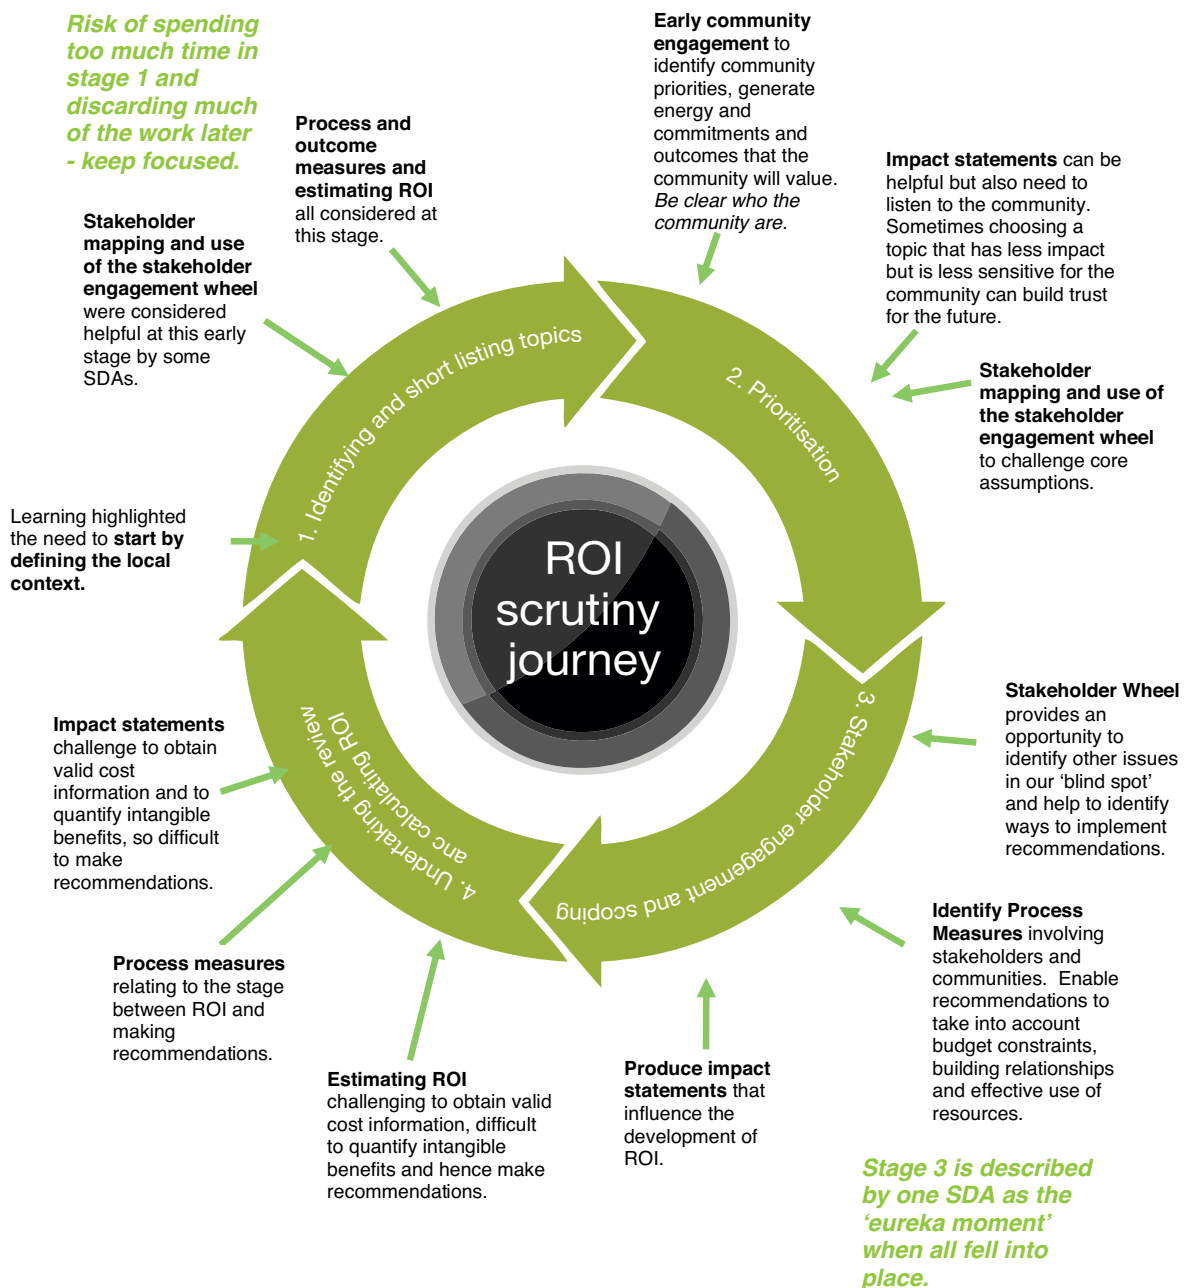 Risk of spending
too much time in
stage 1 and
discarding much
of the work later
- keep focused.
Process and
outcome
measures and
estimating ROI
all considered at
this stage.
Early community
engagement to
identify community
priorities, generate
energy and
commitments and
outcomes that the
community will value.
Be clear who the
community are.
Impact statements can be
helpful but also need to
listen to the community.
Sometimes choosing a
topic that has less impact
but is less sensitive for the
community can build trust
for the future.
Stakeholder
mapping and use
of the stakeholder
engagement wheel
were considered
helpful at this early
stage by some
SDAs.
Stakeholder
mapping and use of
the stakeholder
engagement wheel
to challenge core
assumptions.
Learning highlighted
the need to start by
defining the local
context.
1. Identifying and short listing topics
2. Prioritisation
3. Stakeholder engagement and scoping
4. Undertaking the review
anc calculating ROI
ROI
scrutiny
journey
Stakeholder Wheel
provides an
opportunity to
identify other issues
in our ‘blind spot’
and help to identify
ways to implement
recommendations.
Impact statements
challenge to obtain
valid cost
information and to
quantify intangible
benefits, so difficult
to make
recommendations.
Identify Process
Measures involving
stakeholders and
communities.  Enable
recommendations to
take into account
budget constraints,
building relationships
and effective use of
resources.
Process measures
relating to the stage
between ROI and
making
recommendations.
Estimating ROI
challenging to obtain valid
cost information, difficult
to quantify intangible
benefits and hence make
recommendations.
Produce impact
statements that
influence the
development of
ROI.
Stage 3 is described
by one SDA as the
‘eureka moment’
when all fell into
place.